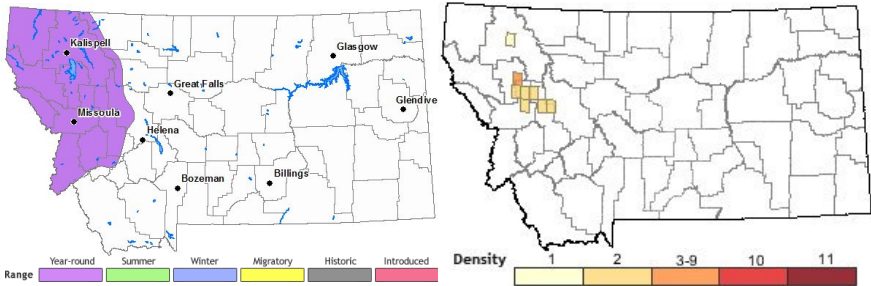 Kalispell
Glasgow
Great Falls
Glendive
Missoula
Helena
Bozeman
Billings
Range Year-round Summer Winter Migratory Historic Introduced
Density 1 2 3-9 10 11